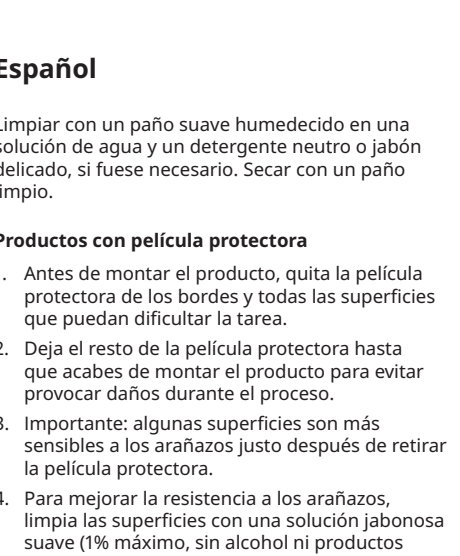 Español
Limpiar con un paño suave humedecido en una
solución de agua y un detergente neutro o jabón
delicado, si fuese necesario. Secar con un paño
limpio.
Productos con película protectora
1. Antes de montar el producto, quita la película
protectora de los bordes y todas las superficies
que puedan dificultar la tarea.
2. Deja el resto de la película protectora hasta
que acabes de montar el producto para evitar
provocar daños durante el proceso.
3. Importante: algunas superficies son más
sensibles a los arañazos justo después de retirar
la película protectora.
4. Para mejorar la resistencia a los arañazos,
limpia las superficies con una solución jabonosa
suave (1% máximo, sin alcohol ni productos